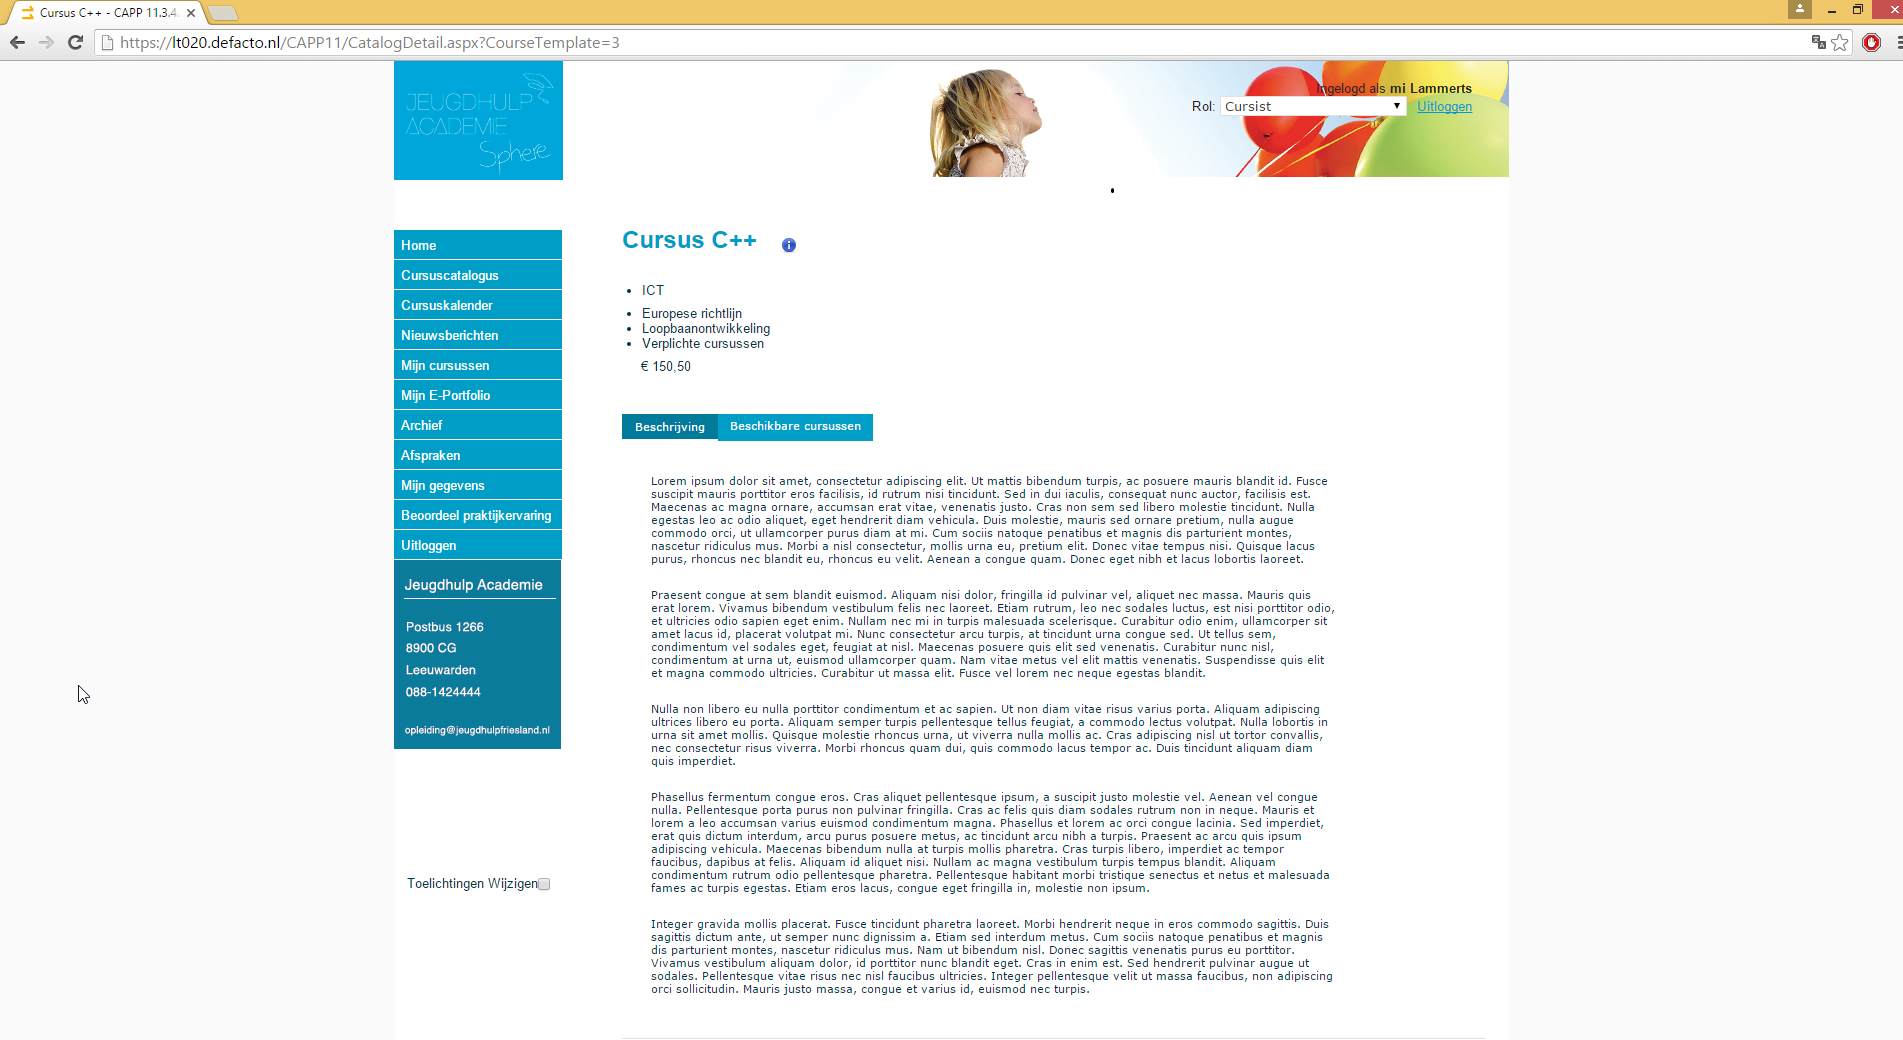 Cursus C++ - CAPP 11.3.4.
https://lt020.defacto.nl/CAPP11/CatalogDetail.aspx?CourseTemplate=3
JEUGDHULP
ACADEMIE
Sphere
Ingelogd als mi Lammerts
Rol: Cursist Uitloggen
Home
Cursuscatalogus
Cursuskalender
Nieuwsberichten
Mijn cursussen
Mijn E-Portfolio
Archief
Afspraken
Mijn gegevens
Beoordeel praktijkervaring
Uitloggen
Jeugdhulp Academie
Postbus 1266
8900 CG
Leeuwarden
088-1424444
opleiding@jeugdhulpfriesland.nl
Toelichtingen Wijzigen
Cursus C++
ICT
Europese richtlijn
Loopbaanontwikkeling
Verplichte cursussen
€ 150,50
Beschrijving Beschikbare cursussen
Lorem ipsum dolor sit amet, consectetur adipiscing elit. Ut mattis bibendum turpis, ac posuere mauris blandit id. Fusce
suscipit mauris porttitor eros facilisis, id rutrum nisi tincidunt. Sed in dui iaculis, consequat nunc auctor, facilisis est.
Maecenas ac magna ornare, accumsan erat vitae, venenatis justo. Cras non sem sed libero molestie tincidunt. Nulla
egestas leo ac odio aliquet, eget hendrerit diam vehicula. Duis molestie, mauris sed ornare pretium, nulla augue
commodo orci, ut ullamcorper purus diam at mi. Cum sociis natoque penatibus et magnis dis parturient montes,
nascetur ridiculus mus. Morbi a nisl consectetur, mollis urna eu, pretium elit. Donec vitae tempus nisi. Quisque lacus
purus, rhoncus nec blandit eu, rhoncus eu velit. Aenean a congue quam. Donec eget nibh et lacus lobortis laoreet.
Praesent congue at sem blandit euismod. Aliquam nisi dolor, fringilla id pulvinar vel, aliquet nec massa. Mauris quis
erat lorem. Vivamus bibendum vestibulum felis nec laoreet. Etiam rutrum, leo nec sodales luctus, est nisi porttitor odio,
et ultricies odio sapien eget enim. Nullam nec mi in turpis malesuada scelerisque. Curabitur odio enim, ullamcorper sit
amet lacus id, placerat volutpat mi. Nunc consectetur arcu turpis, at tincidunt urna congue sed. Ut tellus sem,
condimentum vel sodales eget, feugiat at nisl. Maecenas posuere quis elit sed venenatis. Curabitur nunc nisl,
condimentum at urna ut, euismod ullamcorper quam. Nam vitae metus vel elit mattis venenatis. Suspendisse quis elit
et magna commodo ultricies. Curabitur ut massa elit. Fusce vel lorem nec neque egestas blandit.
Nulla non libero eu nulla porttitor condimentum et ac sapien. Ut non diam vitae risus varius porta. Aliquam adipiscing
ultrices libero eu porta. Aliquam semper turpis pellentesque tellus feugiat, a commodo lectus volutpat. Nulla lobortis in
urna sit amet mollis. Quisque molestie rhoncus urna, ut viverra nulla mollis ac. Cras adipiscing nisl ut tortor convallis,
nec consectetur risus viverra. Morbi rhoncus quam dui, quis commodo lacus tempor ac. Duis tincidunt aliquam diam
quis imperdiet.
Phasellus fermentum congue eros. Cras aliquet pellentesque ipsum, a suscipit justo molestie vel. Aenean vel congue
nulla. Pellentesque porta purus non pulvinar fringilla. Cras ac felis quis diam sodales rutrum non in neque. Mauris et
lorem a leo accumsan varius euismod condimentum magna. Phasellus et lorem ac orci congue lacinia. Sed imperdiet,
erat quis dictum interdum, arcu purus posuere metus, ac tincidunt arcu nibh a turpis. Praesent ac arcu quis ipsum
adipiscing vehicula. Maecenas bibendum nulla at turpis mollis pharetra. Cras turpis libero, imperdiet ac tempor
faucibus, dapibus at felis. Aliquam id aliquet nisi. Nullam ac magna vestibulum turpis tempus blandit. Aliquam
condimentum rutrum odio pellentesque pharetra. Pellentesque habitant morbi tristique senectus et netus et malesuada
fames ac turpis egestas. Etiam eros lacus, congue eget fringilla in, molestie non ipsum.
Integer gravida mollis placerat. Fusce tincidunt pharetra laoreet. Morbi hendrerit neque in eros commodo sagittis. Duis
sagittis dictum ante, ut semper nunc dignissim a. Etiam sed interdum metus. Cum sociis natoque penatibus et magnis
dis parturient montes, nascetur ridiculus mus. Nam ut bibendum nisl. Donec sagittis venenatis purus eu porttitor.
Vivamus vestibulum aliquam dolor, id porttitor nunc blandit eget. Cras in enim est. Sed hendrerit pulvinar augue ut
sodales. Pellentesque vitae risus nec nisl faucibus ultricies. Integer pellentesque velit ut massa faucibus, non adipiscing
orci sollicitudin. Mauris justo massa, congue et varius id, euismod nec turpis.